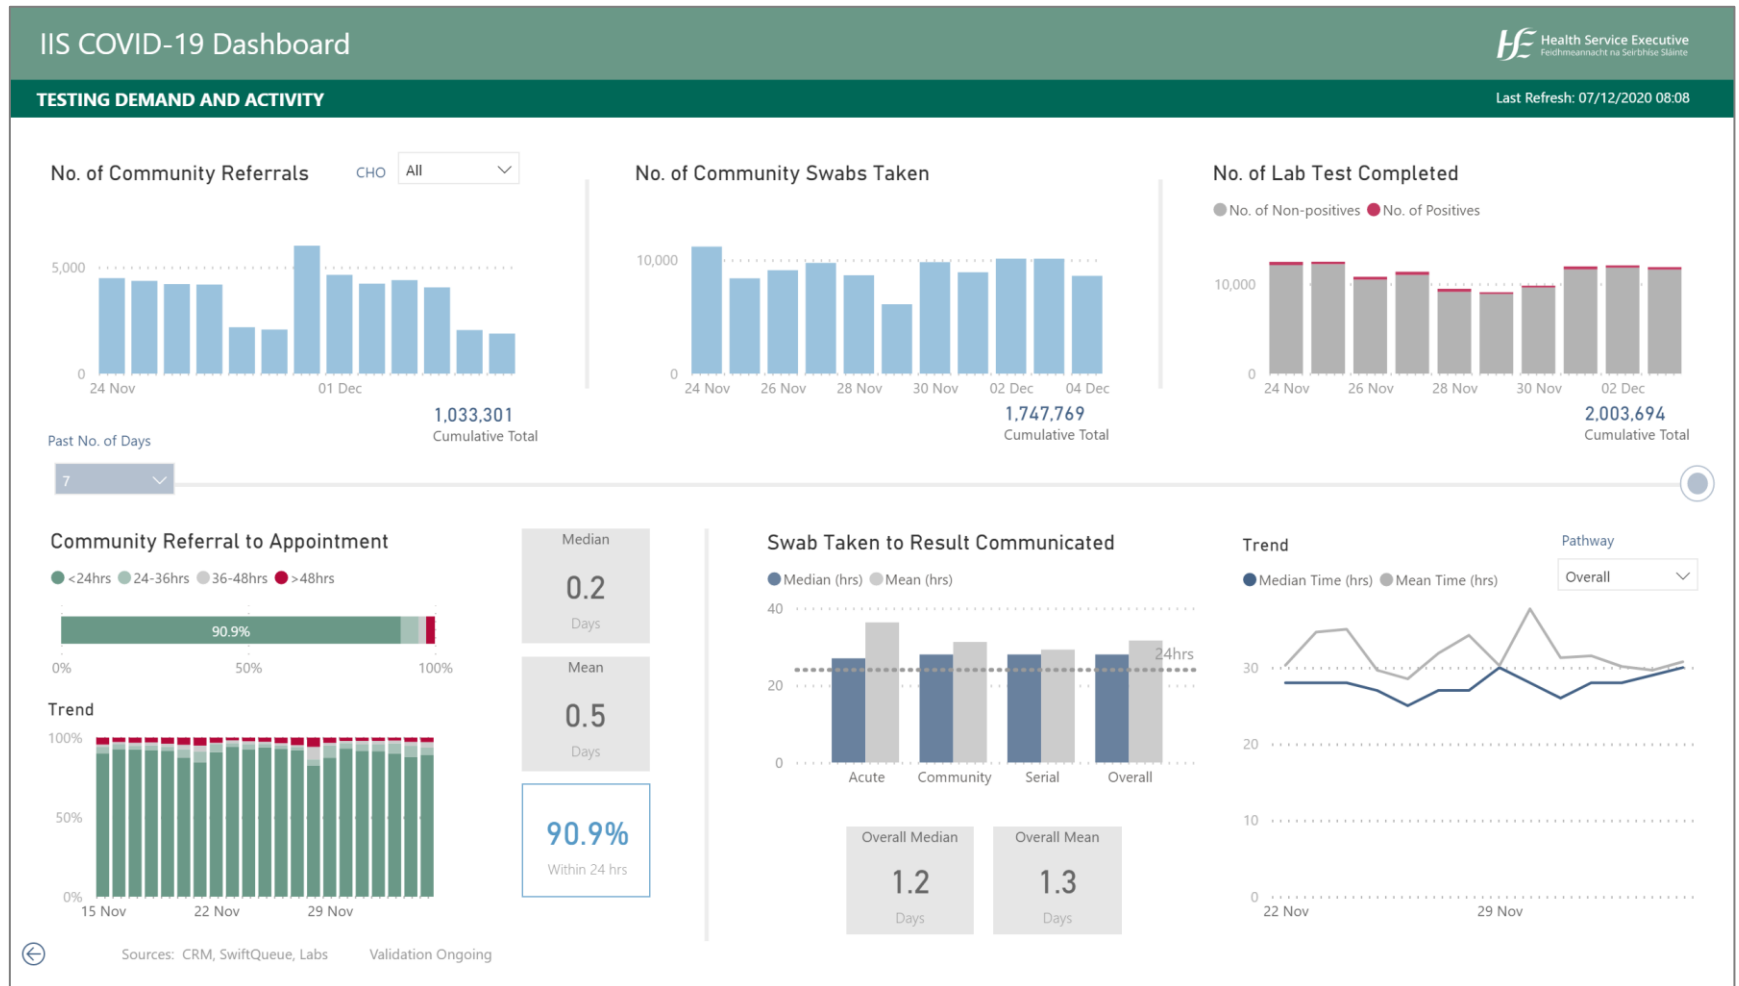 IIS COVID-19 Dashboard
Health Service Executive
Feidhmeannacht na Seirbhíse Sláinte
TESTING DEMAND AND ACTIVITY
Last Refresh: 07/12/2020 08:08
No. of Community Referrals
CHO
All
5,000
0
24 Nov
01 Dec
1,033,301
Cumulative Total
No. of Community Swabs Taken
10,000
0
24 Nov
26 Nov
28 Nov
30 Nov
02 Dec
04 Dec
1,747,769
Cumulative Total
No. of Lab Test Completed
No. of Non-positives
No. of Positives
10,000
0
24 Nov
26 Nov
28 Nov
30 Nov
02 Dec
2,003,694
Cumulative Total
Past No. of Days
7
Community Referral to Appointment
<24hrs
24-36hrs
36-48hrs
>48hrs
90.9%
0%
50%
100%
Trend
100%
50%
0%
15 Nov
22 Nov
29 Nov
Median
0.2
Days
Mean
0.5
Days
90.9%
Within 24 hrs
Swab Taken to Result Communicated
Median (hrs)
Mean (hrs)
40
24hrs
20
0
Acute
Community
Serial
Overall
Overall Median
1.2
Days
Overall Mean
1.3
Days
Trend
Pathway
Overall
Median Time (hrs)
Mean Time (hrs)
30
20
10
0
22 Nov
29 Nov
Sources: CRM, SwiftQueue, Labs
Validation Ongoing